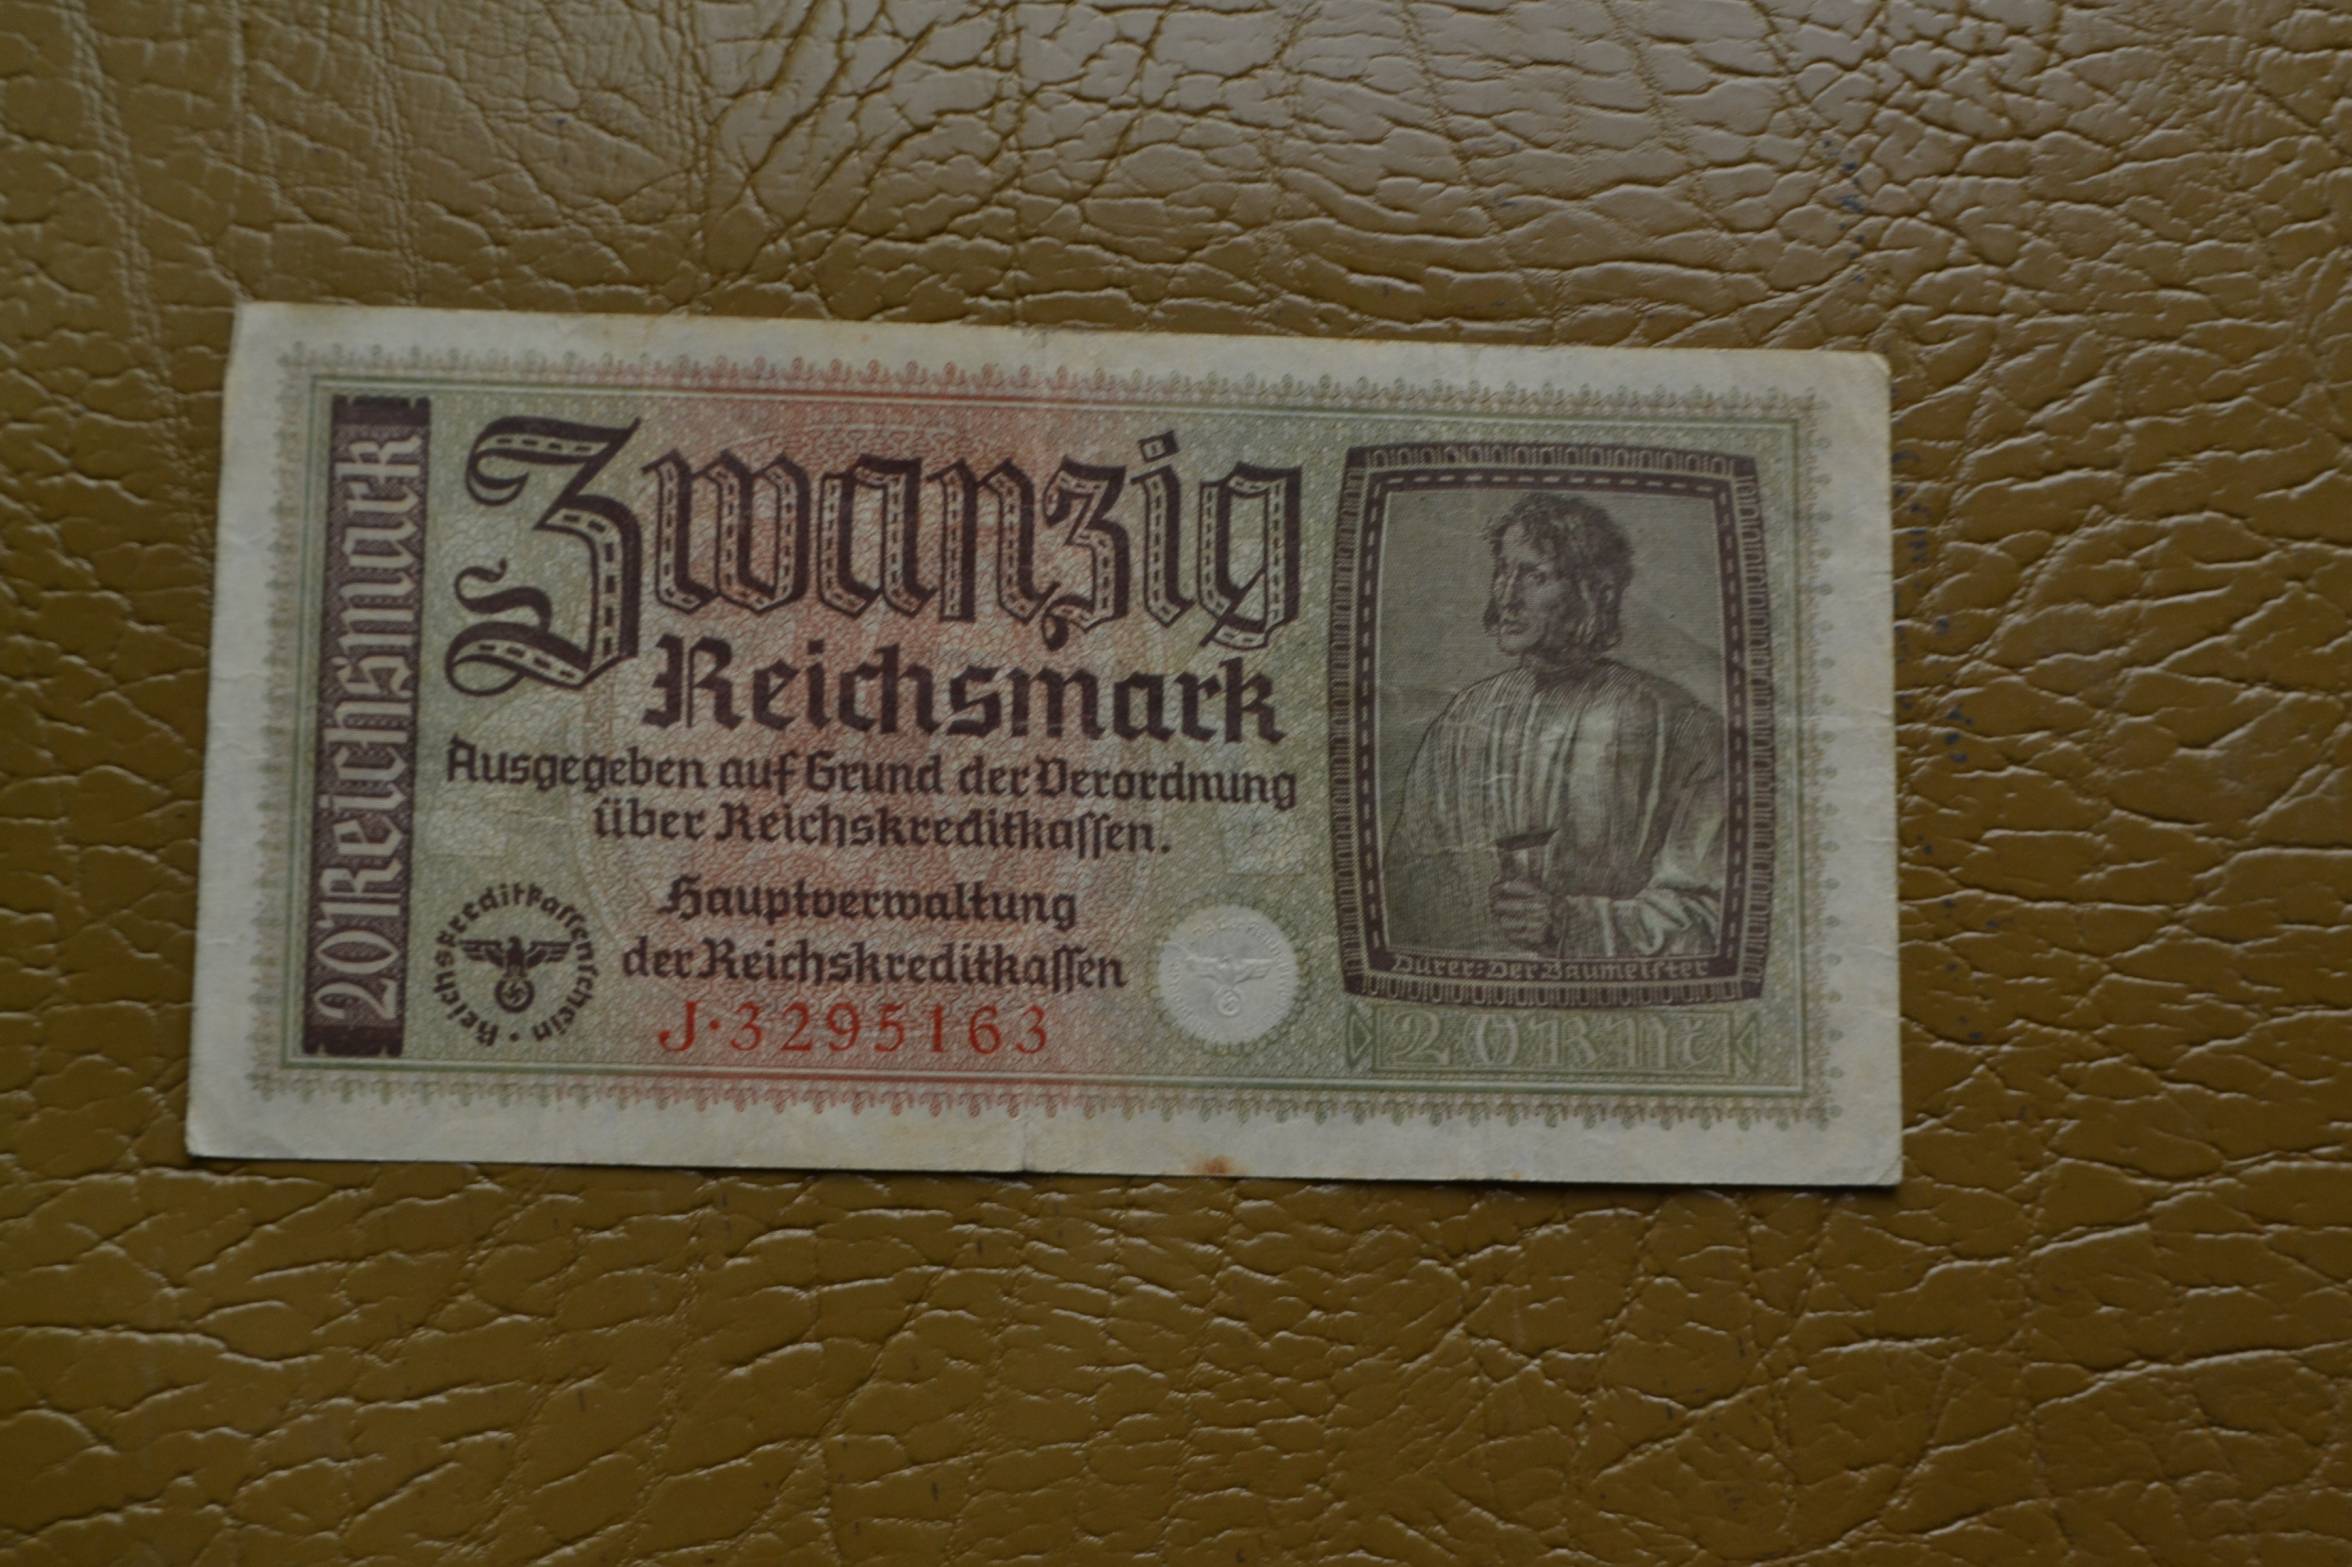 20 Reichsmark
Zwanzig
Reichsmark
Ausgegeben auf Grund der Verordnung
über Reichskreditkaſſen.
Hauptverwaltung
der Reichskreditkaſſen
Reichskreditkaſſenſchein
J·3295163
Dürer: Der Baumeiſter
20 RM